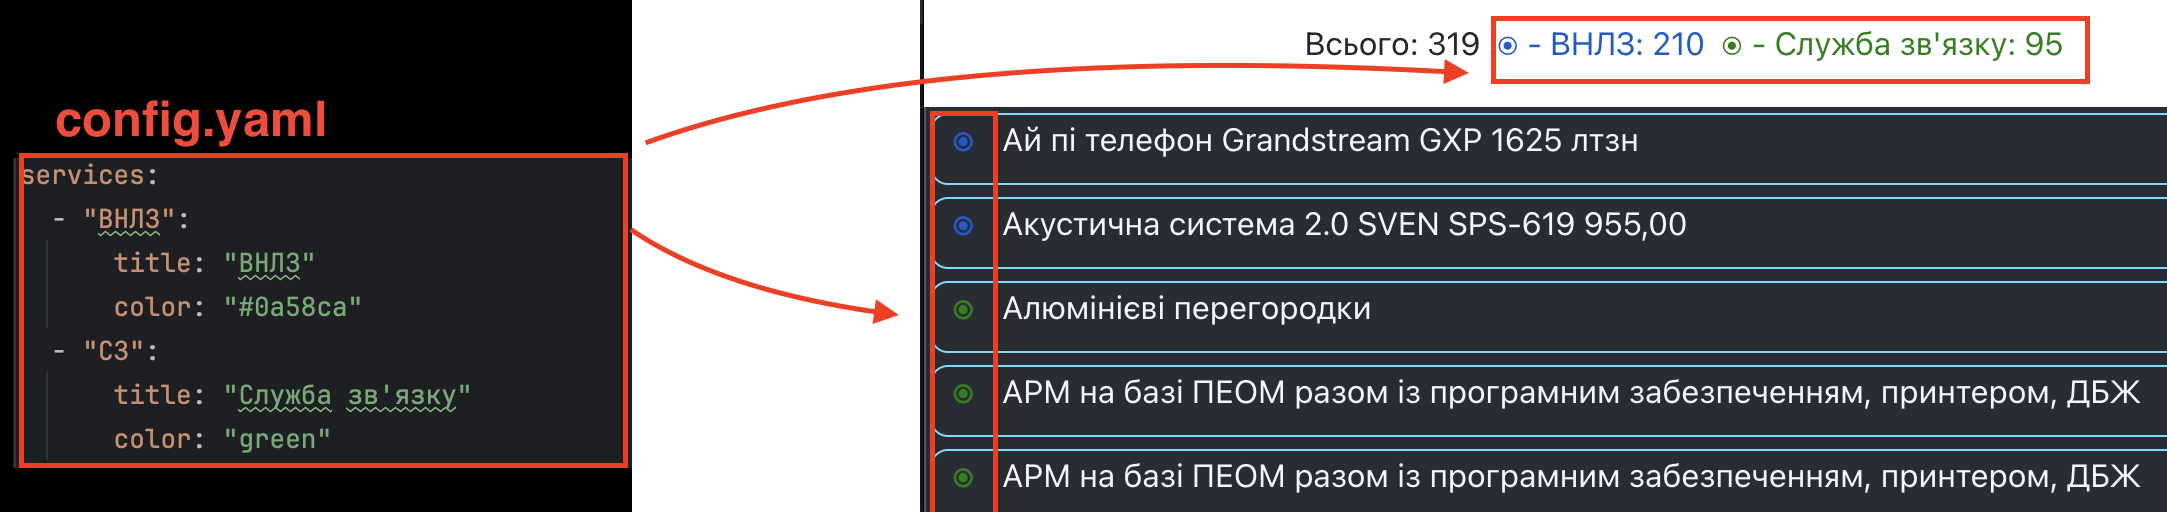 config.yaml
services:
- "ВНЛЗ":
title: "ВНЛЗ"
color: "#0a58ca"
- "СЗ":
title: "Служба зв'язку"
color: "green"
Всього: 319 - ВНЛЗ: 210 - Служба зв'язку: 95
Ай пі телефон Grandstream GXP 1625 лтзн
Акустична система 2.0 SVEN SPS-619 955,00
Алюмінієві перегородки
АРМ на базі ПЕОМ разом із програмним забезпеченням, принтером, ДБЖ
АРМ на базі ПЕОМ разом із програмним забезпеченням, принтером, ДБЖ